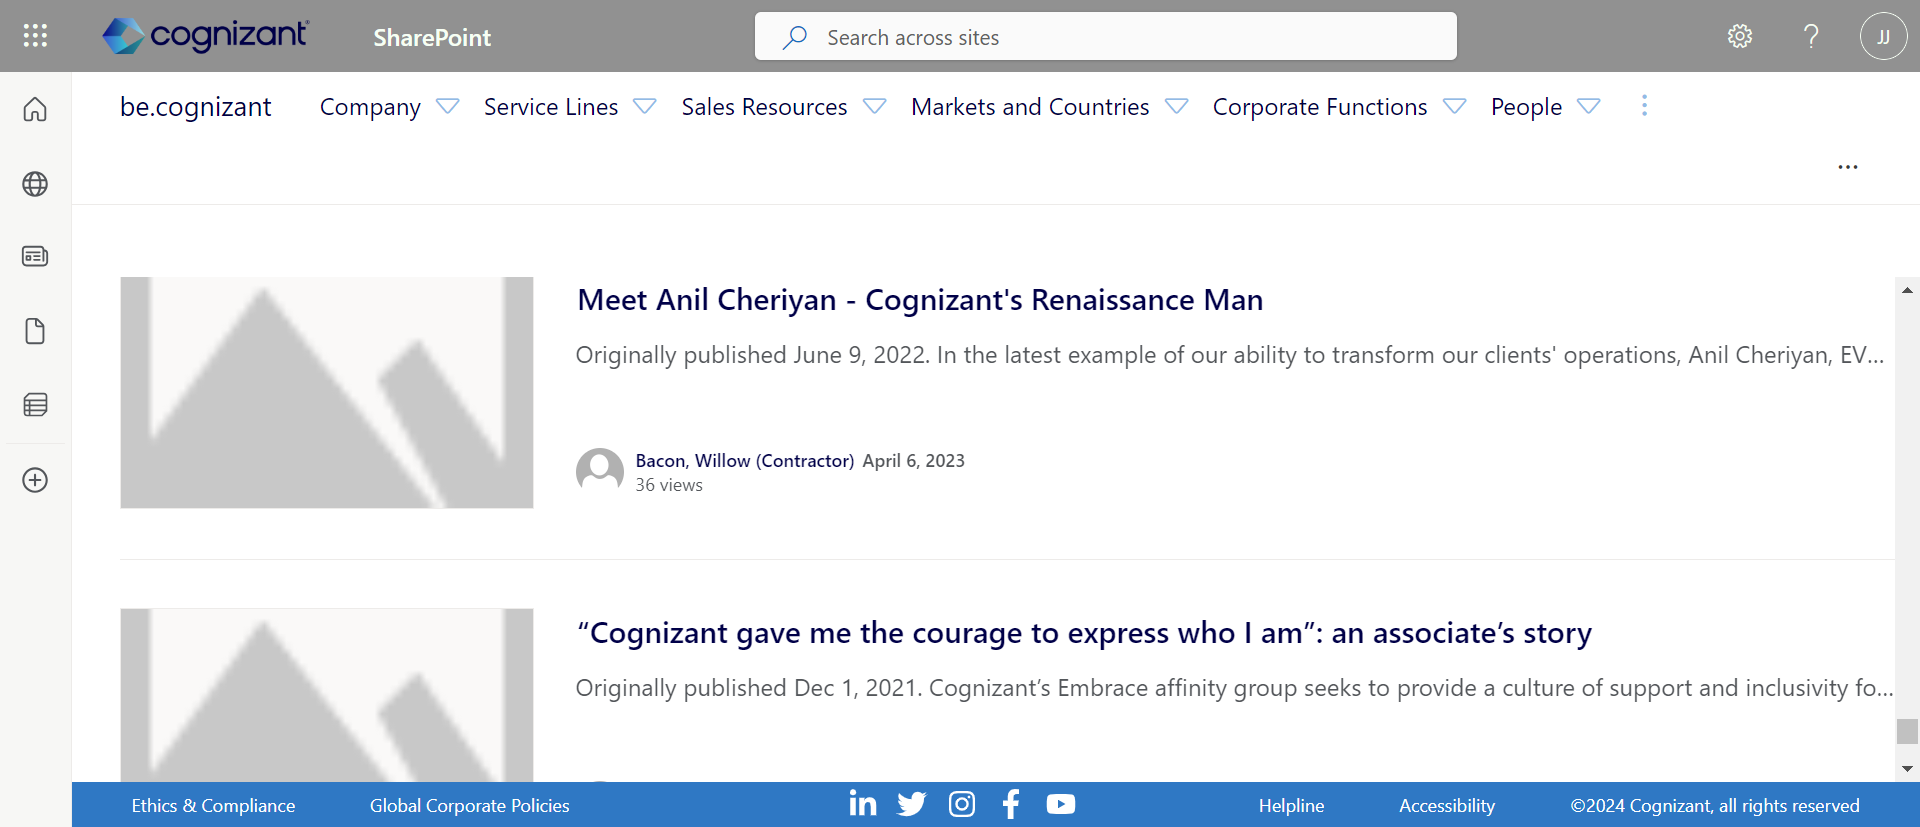 cognizant
SharePoint
Search across sites
?
JJ
be.cognizant
Company
Service Lines
Sales Resources
Markets and Countries
Corporate Functions
People
...
Meet Anil Cheriyan - Cognizant's Renaissance Man
Originally published June 9, 2022. In the latest example of our ability to transform our clients' operations, Anil Cheriyan, EV...
Bacon, Willow (Contractor) April 6, 2023
36 views
“Cognizant gave me the courage to express who I am”: an associate’s story
Originally published Dec 1, 2021. Cognizant’s Embrace affinity group seeks to provide a culture of support and inclusivity fo...
Ethics & Compliance
Global Corporate Policies
Helpline
Accessibility
©2024 Cognizant, all rights reserved